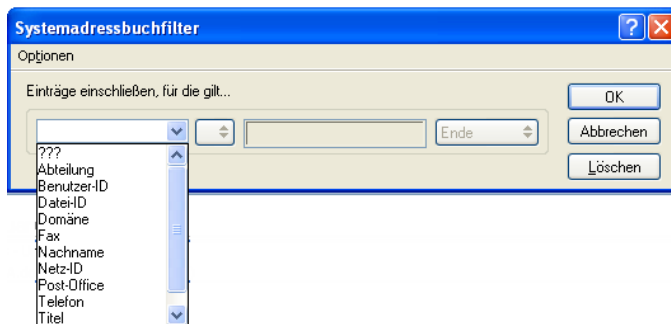 Systemadressbuchfilter
Optionen
Einträge einschließen, für die gilt...
OK
Ende
Abbrechen
Löschen
???
Abteilung
Benutzer-ID
Datei-ID
Domäne
Fax
Nachname
Netz-ID
Post-Office
Telefon
Titel